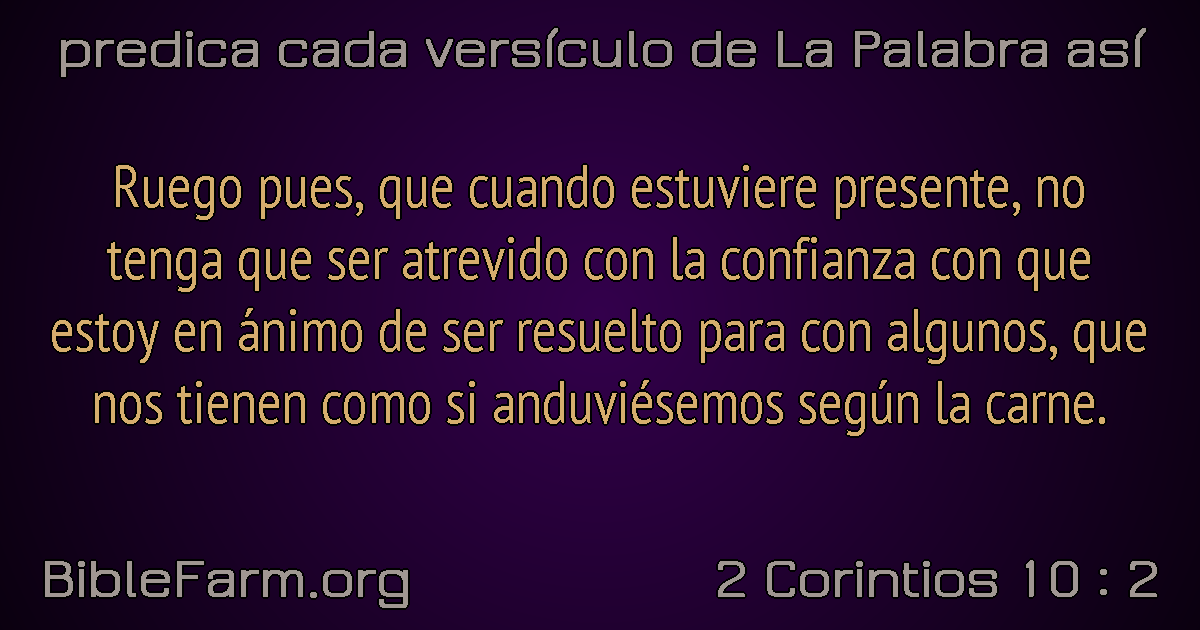 predica cada versículo de La Palabra así
Ruego pues, que cuando estuviere presente, no
tenga que ser atrevido con la confianza con que
estoy en ánimo de ser resuelto para con algunos, que
nos tienen como si anduviésemos según la carne.
BibleFarm.org
2 Corintios 10 : 2